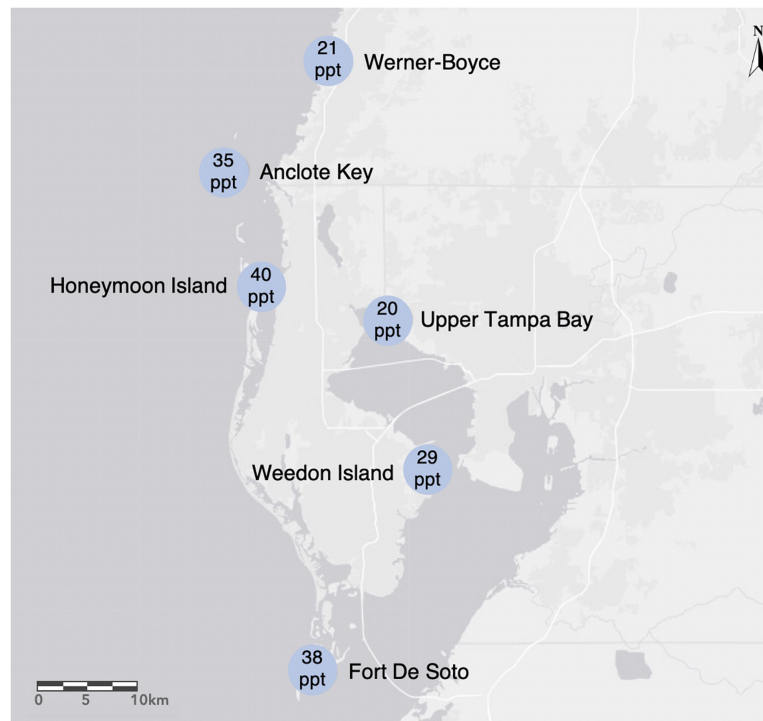 N
21
ppt
Werner-Boyce
35
ppt
Anclote Key
Honeymoon Island
40
ppt
20
ppt
Upper Tampa Bay
Weedon Island
29
ppt
38
ppt
Fort De Soto
0 5 10km